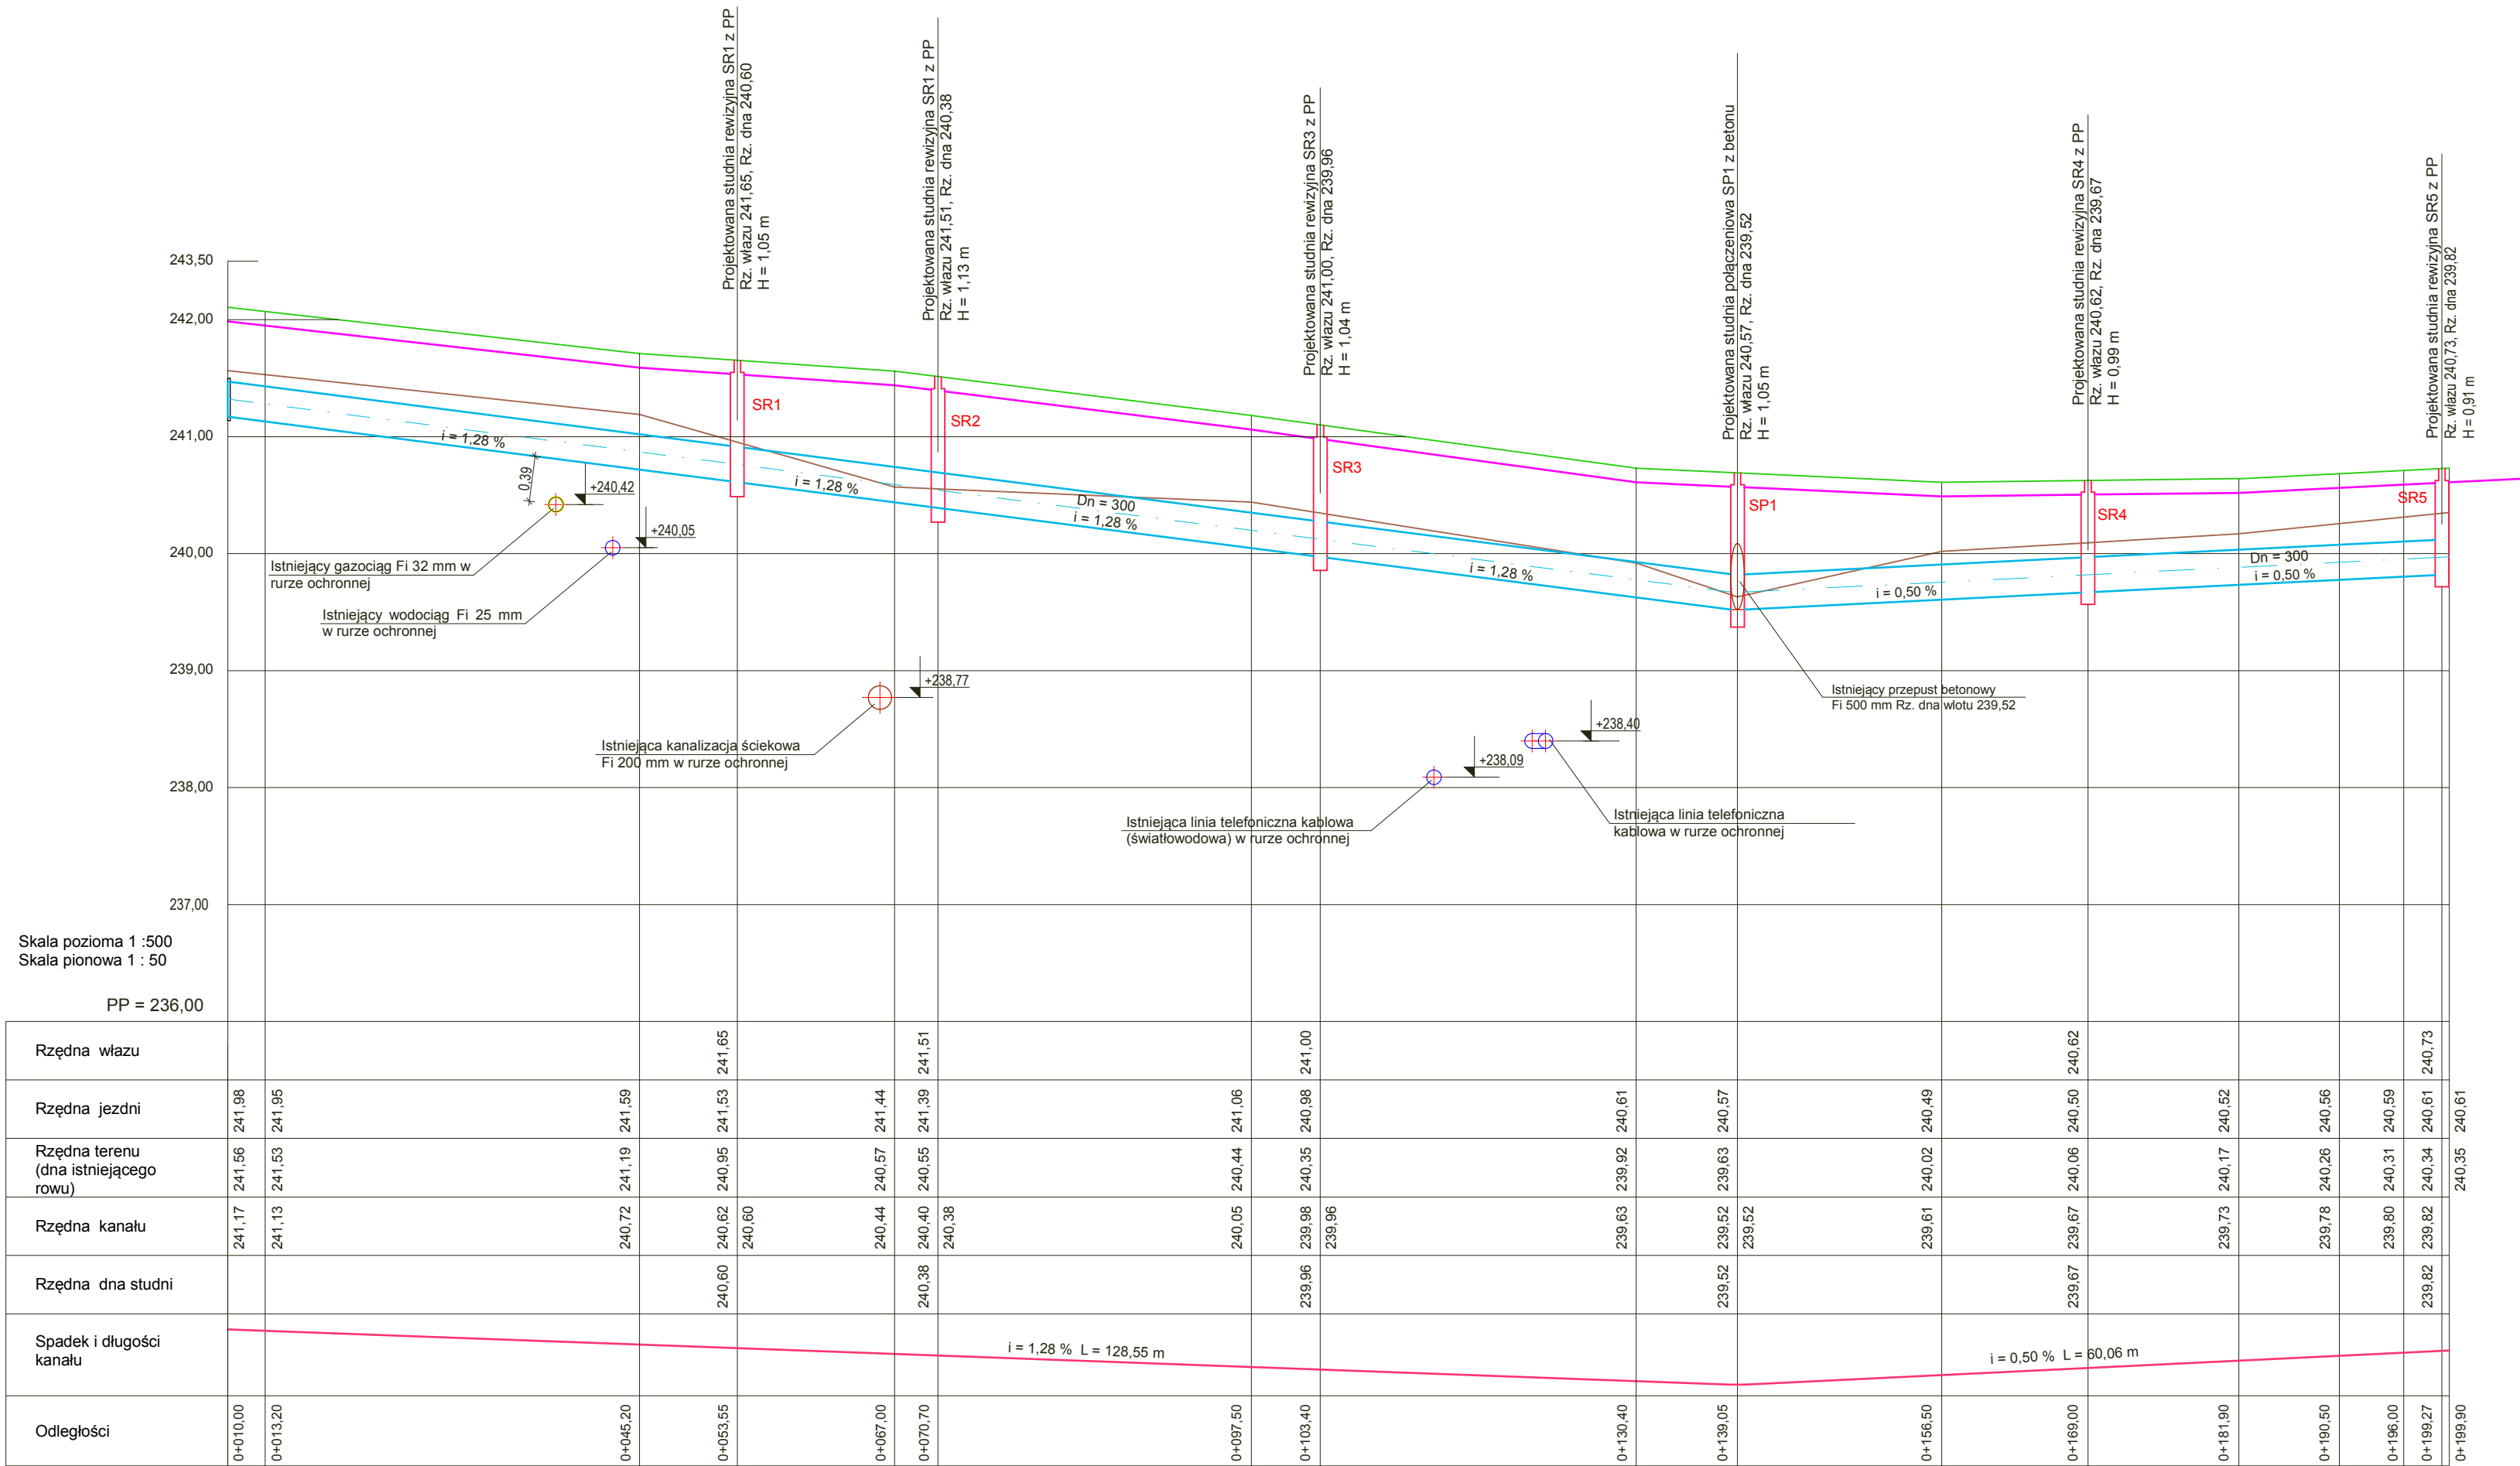 Projektowana studnia rewizyjna SR1 z PP
Rz. włazu 241,65, Rz. dna 240,60
H = 1,05 m
Projektowana studnia rewizyjna SR1 z PP
Rz. włazu 241,51, Rz. dna 240,38
H = 1,13 m
Projektowana studnia rewizyjna SR3 z PP
Rz. włazu 241,00, Rz. dna 239,96
H = 1,04 m
Projektowana studnia połączeniowa SP1 z betonu
Rz. włazu 240,57, Rz. dna 239,52
H = 1,05 m
Projektowana studnia rewizyjna SR4 z PP
Rz. włazu 240,62, Rz. dna 239,67
H = 0,99 m
Projektowana studnia rewizyjna SR5 z PP
Rz. włazu 240,73, Rz. dna 239,82
H = 0,91 m
243,50
242,00
241,00
240,00
239,00
238,00
237,00
SR1
SR2
SR3
SP1
SR4
SR5
i = 1,28 %
i = 1,28 %
Dn = 300
i = 1,28 %
i = 1,28 %
i = 0,50 %
Dn = 300
i = 0,50 %
0,39
+240,42
+240,05
Istniejący gazociąg Fi 32 mm w
rurze ochronnej
Istniejący wodociąg Fi 25 mm
w rurze ochronnej
+238,77
Istniejąca kanalizacja ściekowa
Fi 200 mm w rurze ochronnej
+238,09
Istniejąca linia telefoniczna kablowa
(światłowodowa) w rurze ochronnej
+238,40
Istniejąca linia telefoniczna
kablowa w rurze ochronnej
Istniejący przepust betonowy
Fi 500 mm Rz. dna wlotu 239,52
Skala pozioma 1 :500
Skala pionowa 1 : 50
PP = 236,00
Rzędna włazu
241,65
241,51
241,00
240,62
240,73
Rzędna jezdni
241,98
241,95
241,59
241,53
241,44
241,39
241,06
240,98
240,61
240,57
240,49
240,50
240,52
240,56
240,59
240,61
240,61
Rzędna terenu
(dna istniejącego
rowu)
241,56
241,53
241,19
240,95
240,57
240,55
240,44
240,35
239,92
239,63
240,02
240,06
240,17
240,26
240,31
240,34
240,35
Rzędna kanału
241,17
241,13
240,72
240,62
240,60
240,44
240,40
240,38
240,05
239,98
239,96
239,63
239,52
239,52
239,61
239,67
239,73
239,78
239,80
239,82
Rzędna dna studni
240,60
240,38
239,96
239,52
239,67
239,82
Spadek i długości
kanału
i = 1,28 % L = 128,55 m
i = 0,50 % L = 60,06 m
Odległości
0+010,00
0+013,20
0+045,20
0+053,55
0+067,00
0+070,70
0+097,50
0+103,40
0+130,40
0+139,05
0+156,50
0+169,00
0+181,90
0+190,50
0+196,00
0+199,27
0+199,90